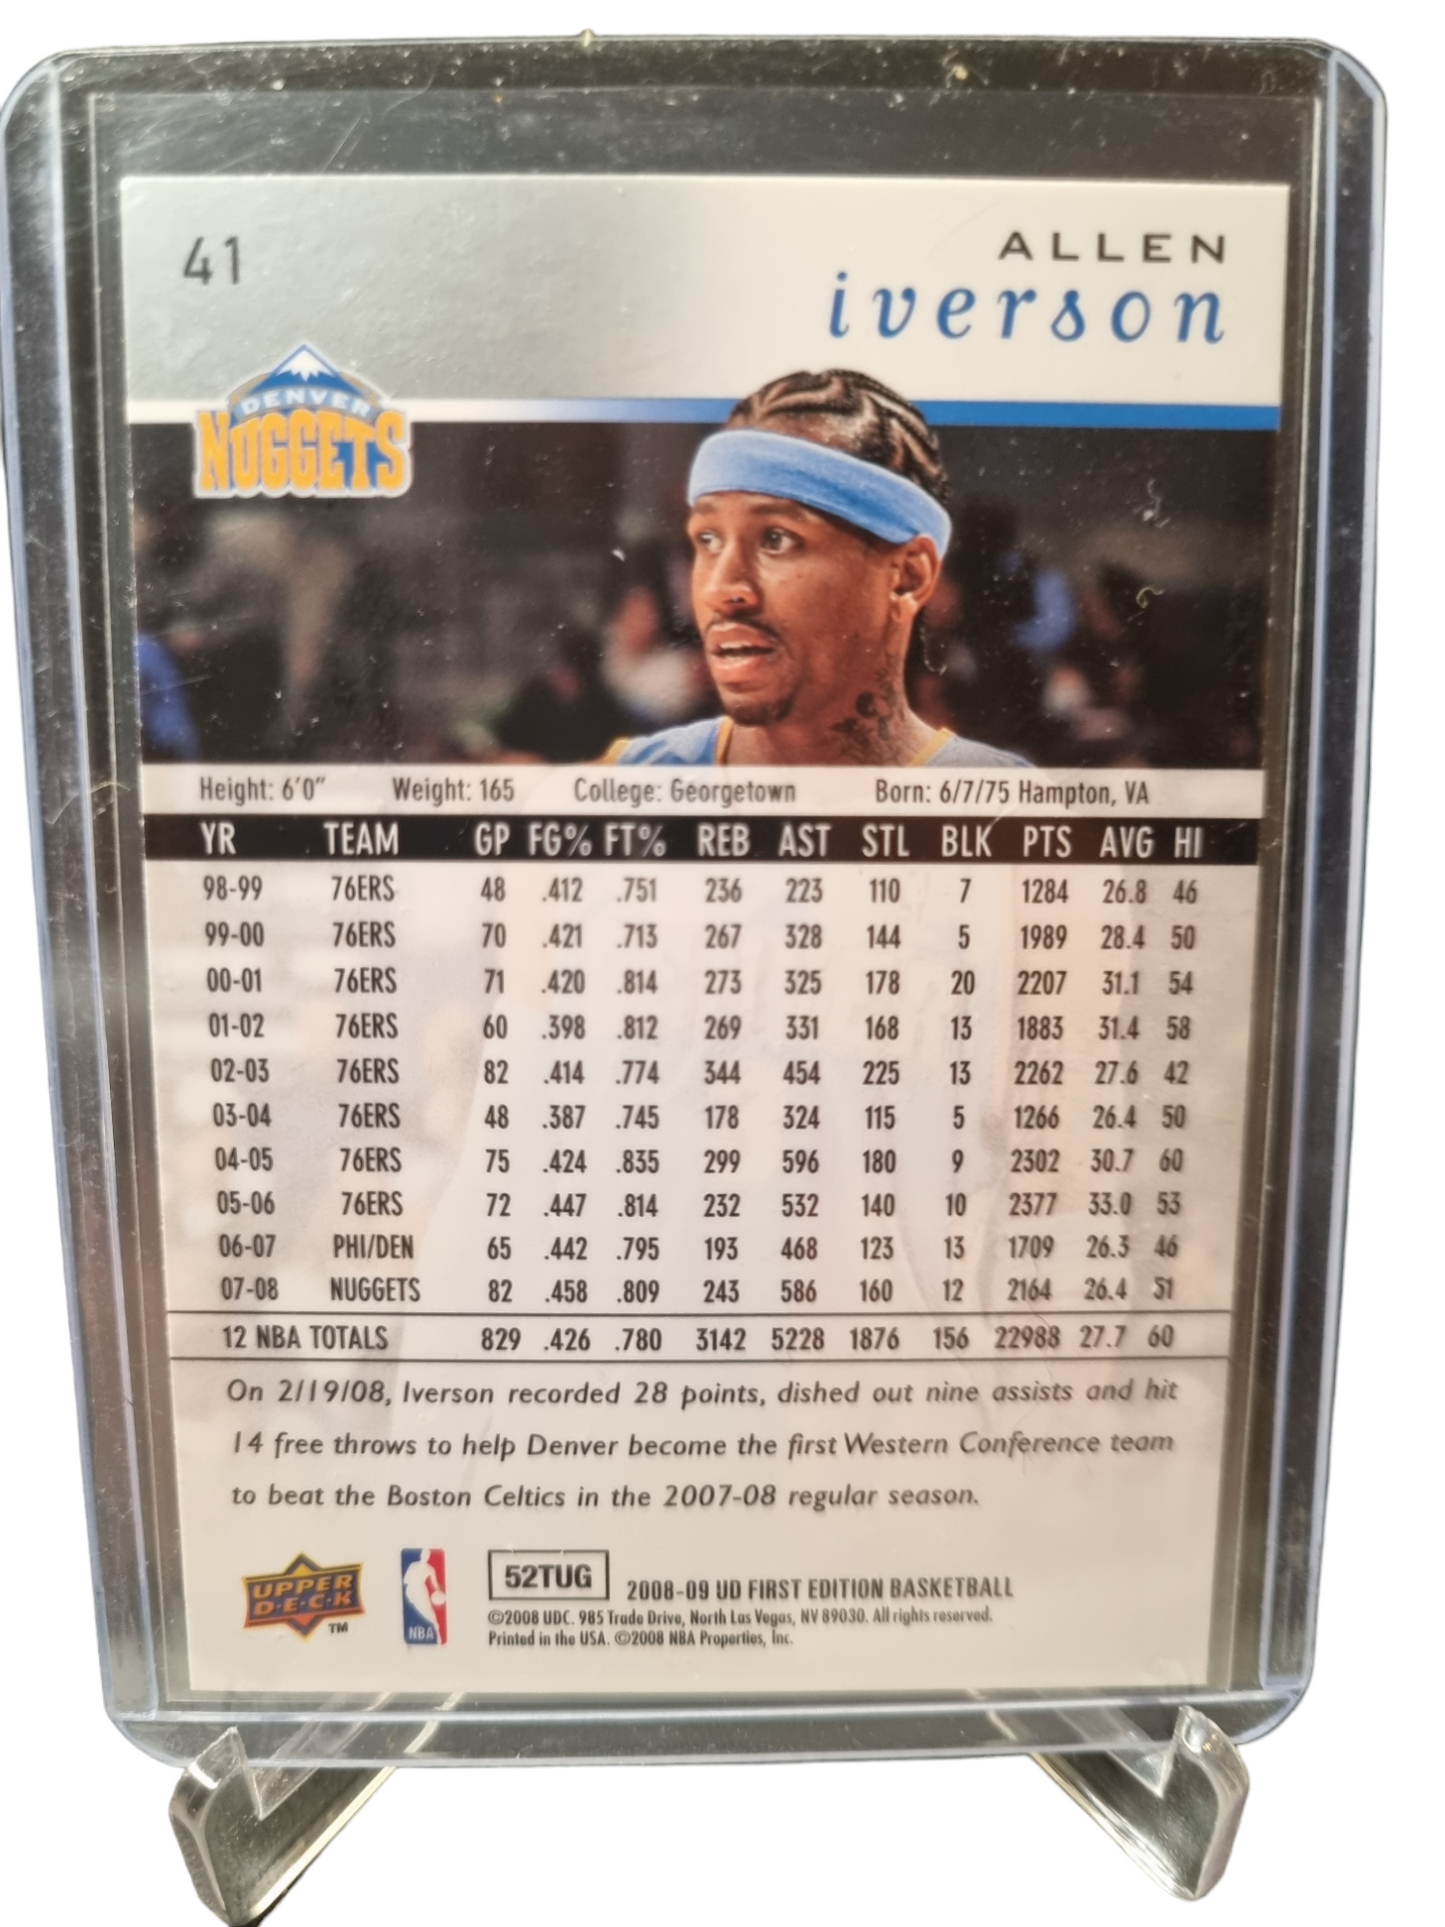 41
ALLEN
iverson
DENVER
NUGGETS
Height: 6'0" Weight: 165 College: Georgetown Born: 6/7/75 Hampton, VA
YR TEAM GP FG% FT% REB AST STL BLK PTS AVG HI
98-99 76ERS 48 .412 .751 236 223 110 7 1284 26.8 46
99-00 76ERS 70 .421 .713 267 328 144 5 1989 28.4 50
00-01 76ERS 71 .420 .814 273 325 178 20 2207 31.1 54
01-02 76ERS 60 .398 .812 269 331 168 13 1883 31.4 58
02-03 76ERS 82 .414 .774 344 454 225 13 2262 27.6 42
03-04 76ERS 48 .387 .745 178 324 115 5 1266 26.4 50
04-05 76ERS 75 .424 .835 299 596 180 9 2302 30.7 60
05-06 76ERS 72 .447 .814 232 532 140 10 2377 33.0 53
06-07 PHI/DEN 65 .442 .795 193 468 123 13 1709 26.3 46
07-08 NUGGETS 82 .458 .809 243 586 160 12 2164 26.4 51
12 NBA TOTALS 829 .426 .780 3142 5228 1876 156 22988 27.7 60
On 2/19/08, Iverson recorded 28 points, dished out nine assists and hit
14 free throws to help Denver become the first Western Conference team
to beat the Boston Celtics in the 2007-08 regular season.
UPPER
D·E·C·K
TM
NBA
52TUG
2008-09 UD FIRST EDITION BASKETBALL
©2008 UDC. 985 Trade Drive, North Las Vegas, NV 89030. All rights reserved.
Printed in the USA. ©2008 NBA Properties, Inc.